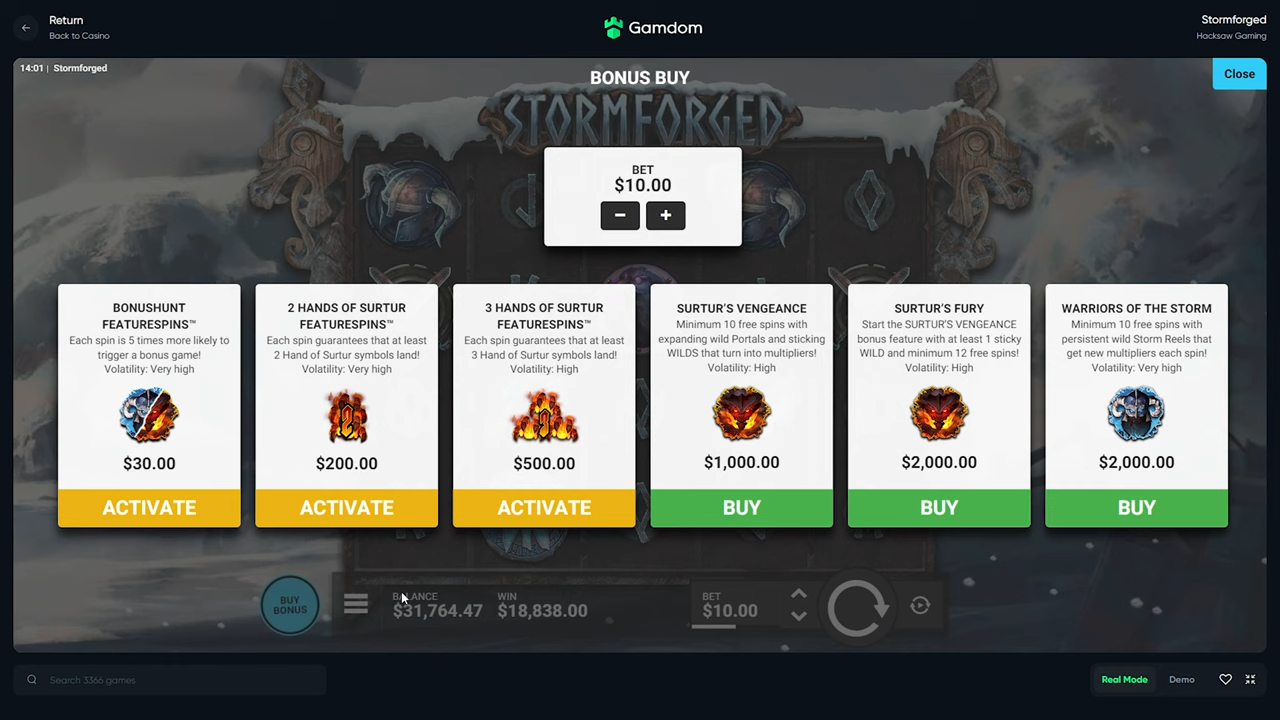 Return
Back to Casino
Gamdom
Stormforged
Hacksaw Gaming
14:01 | Stormforged
BONUS BUY
Close
STORMFORGED
BET
$10.00
−
+
BONUSHUNT
FEATURESPINS™
Each spin is 5 times more likely to
trigger a bonus game!
Volatility: Very high
$30.00
ACTIVATE
2 HANDS OF SURTUR
FEATURESPINS™
Each spin guarantees that at least
2 Hand of Surtur symbols land!
Volatility: Very high
2
$200.00
ACTIVATE
3 HANDS OF SURTUR
FEATURESPINS™
Each spin guarantees that at least
3 Hand of Surtur symbols land!
Volatility: High
$500.00
ACTIVATE
SURTUR'S VENGEANCE
Minimum 10 free spins with
expanding wild Portals and sticking
WILDS that turn into multipliers!
Volatility: High
$1,000.00
BUY
SURTUR'S FURY
Start the SURTUR'S VENGEANCE
bonus feature with at least 1 sticky
WILD and minimum 12 free spins!
Volatility: High
$2,000.00
BUY
WARRIORS OF THE STORM
Minimum 10 free spins with
persistent wild Storm Reels that
get new multipliers each spin!
Volatility: Very high
$2,000.00
BUY
BUY
BONUS
BALANCE
$31,764.47
WIN
$18,838.00
BET
$10.00
Search 3366 games
Real Mode
Demo